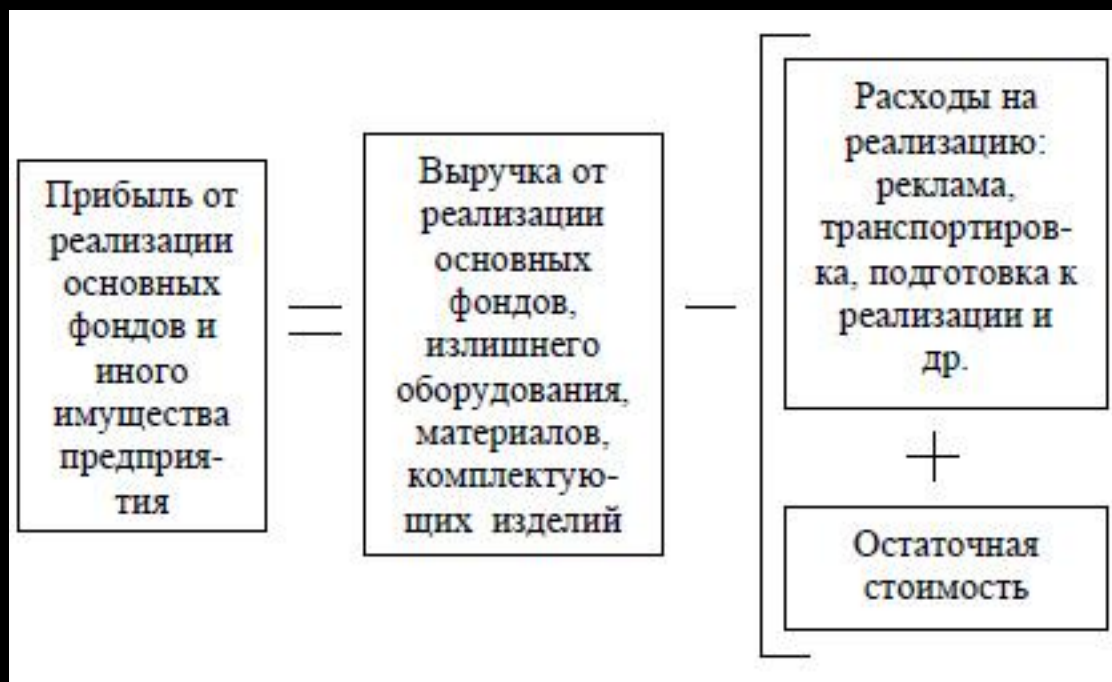 Прибыль от
реализации
основных
фондов и
иного
имущества
предприя-
тия
=
Выручка от
реализации
основных
фондов,
излишнего
оборудования,
материалов,
комплектую-
щих изделий
—
Расходы на
реализацию:
реклама,
транспортиров-
ка, подготовка к
реализации и
др.
+
Остаточная
стоимость